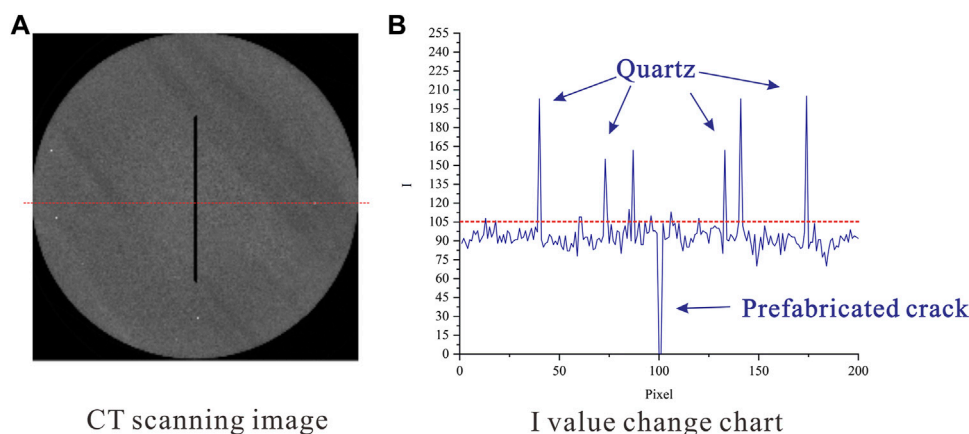 A
B
255
240
225
210
195
180
165
150
135
120
105
90
75
60
45
30
15
0
I
Quartz
Prefabricated crack
0 50 100 150 200
Pixel
CT scanning image
I value change chart